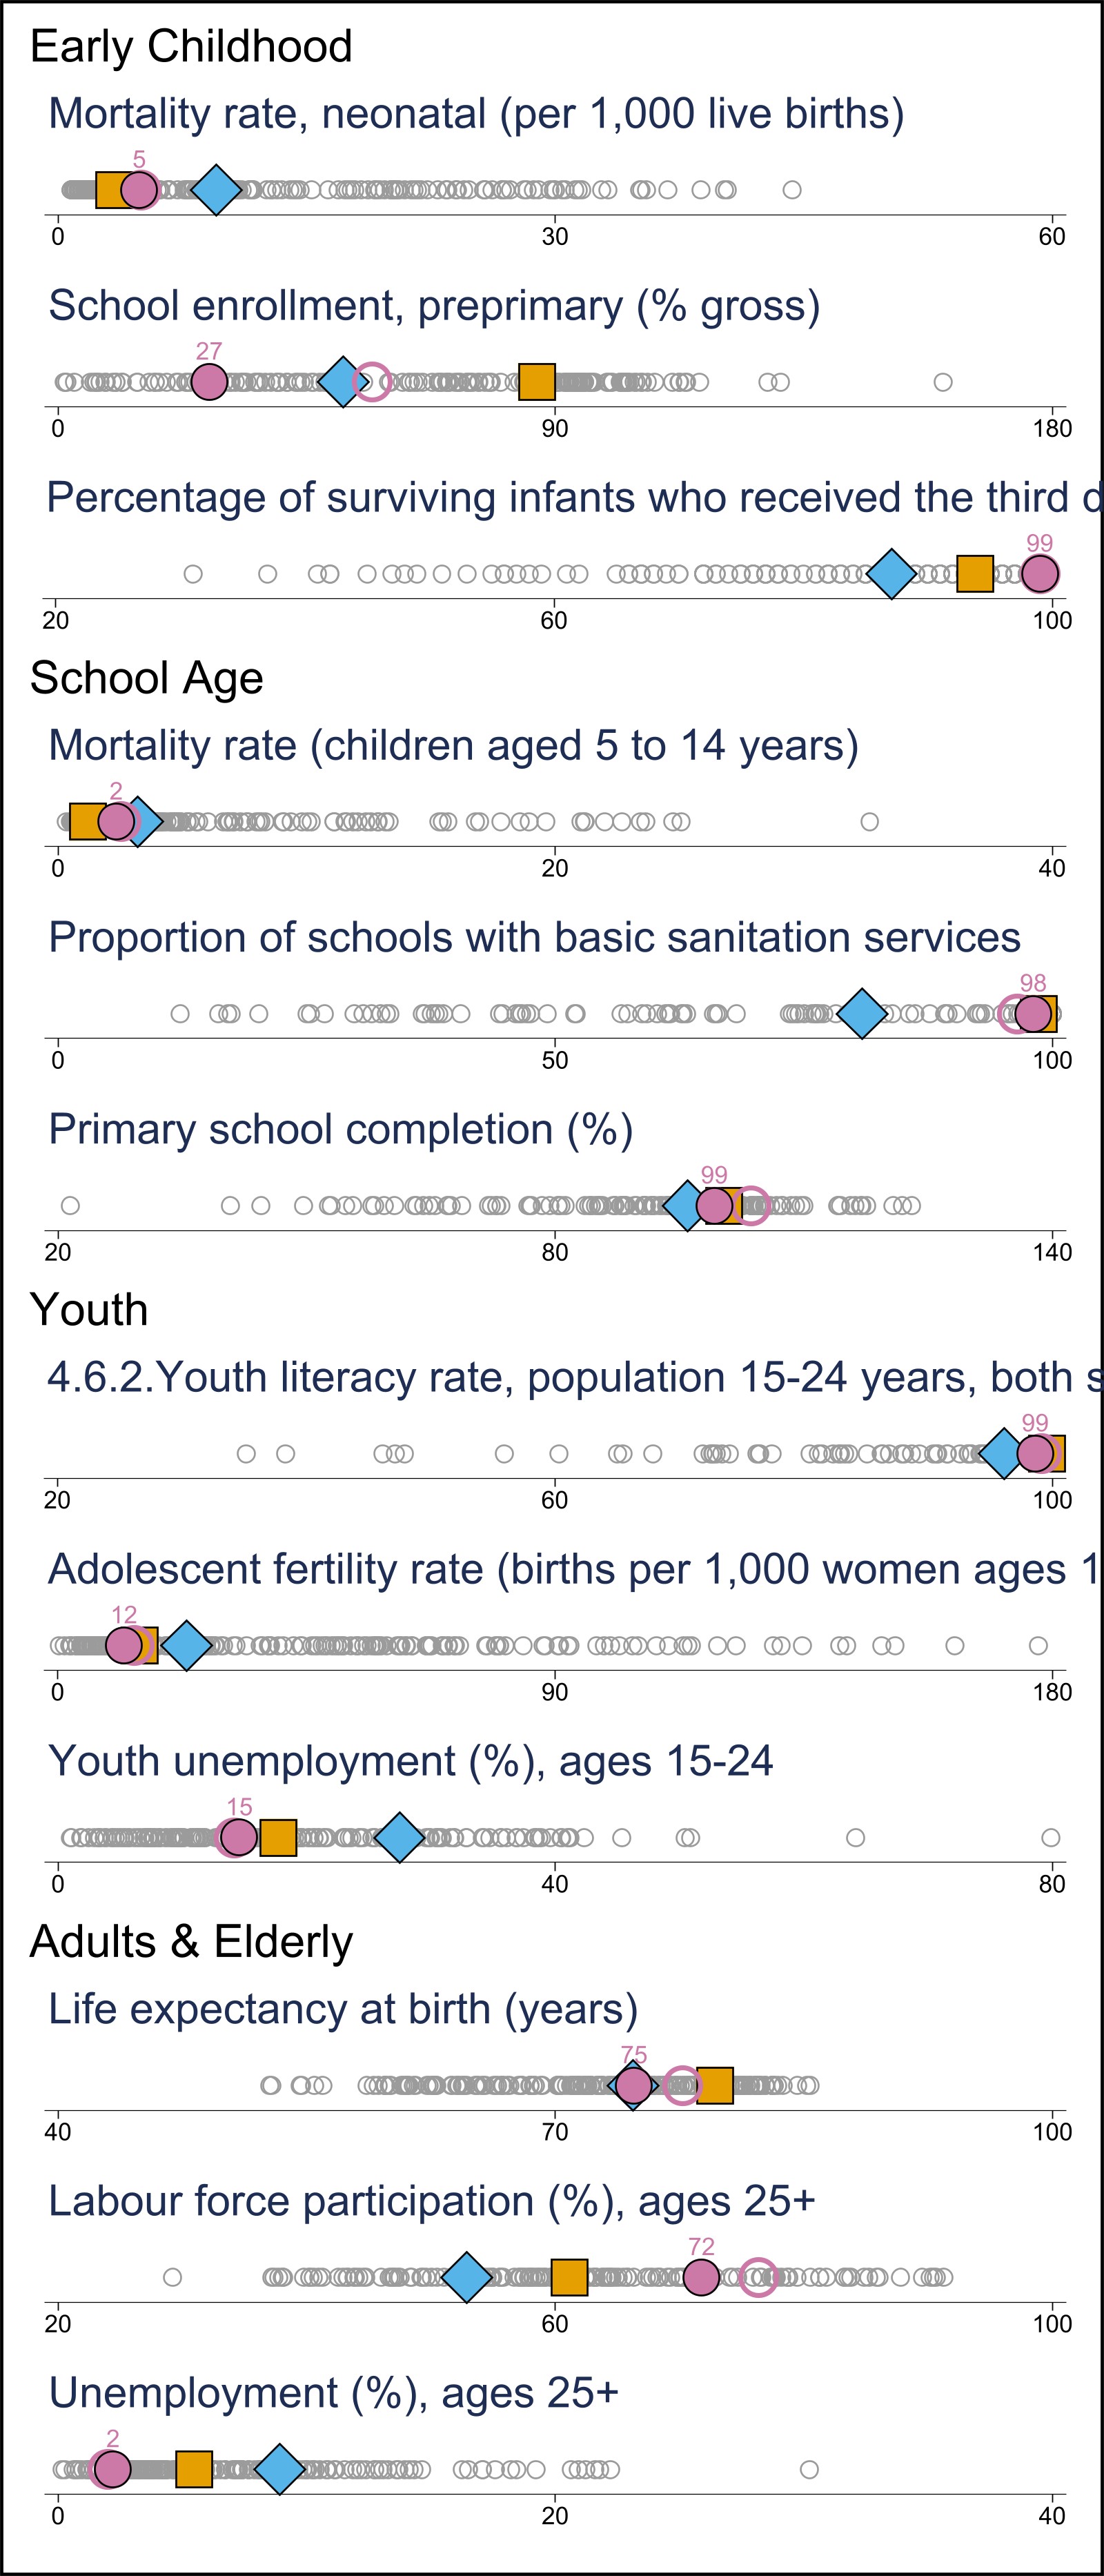 Early Childhood
Mortality rate, neonatal (per 1,000 live births)
5
0 30 60
School enrollment, preprimary (% gross)
27
0 90 180
Percentage of surviving infants who received the third d
99
20 60 100
School Age
Mortality rate (children aged 5 to 14 years)
2
0 20 40
Proportion of schools with basic sanitation services
98
0 50 100
Primary school completion (%)
99
20 80 140
Youth
4.6.2.Youth literacy rate, population 15-24 years, both s
99
20 60 100
Adolescent fertility rate (births per 1,000 women ages 1
12
0 90 180
Youth unemployment (%), ages 15-24
15
0 40 80
Adults & Elderly
Life expectancy at birth (years)
75
40 70 100
Labour force participation (%), ages 25+
72
20 60 100
Unemployment (%), ages 25+
2
0 20 40